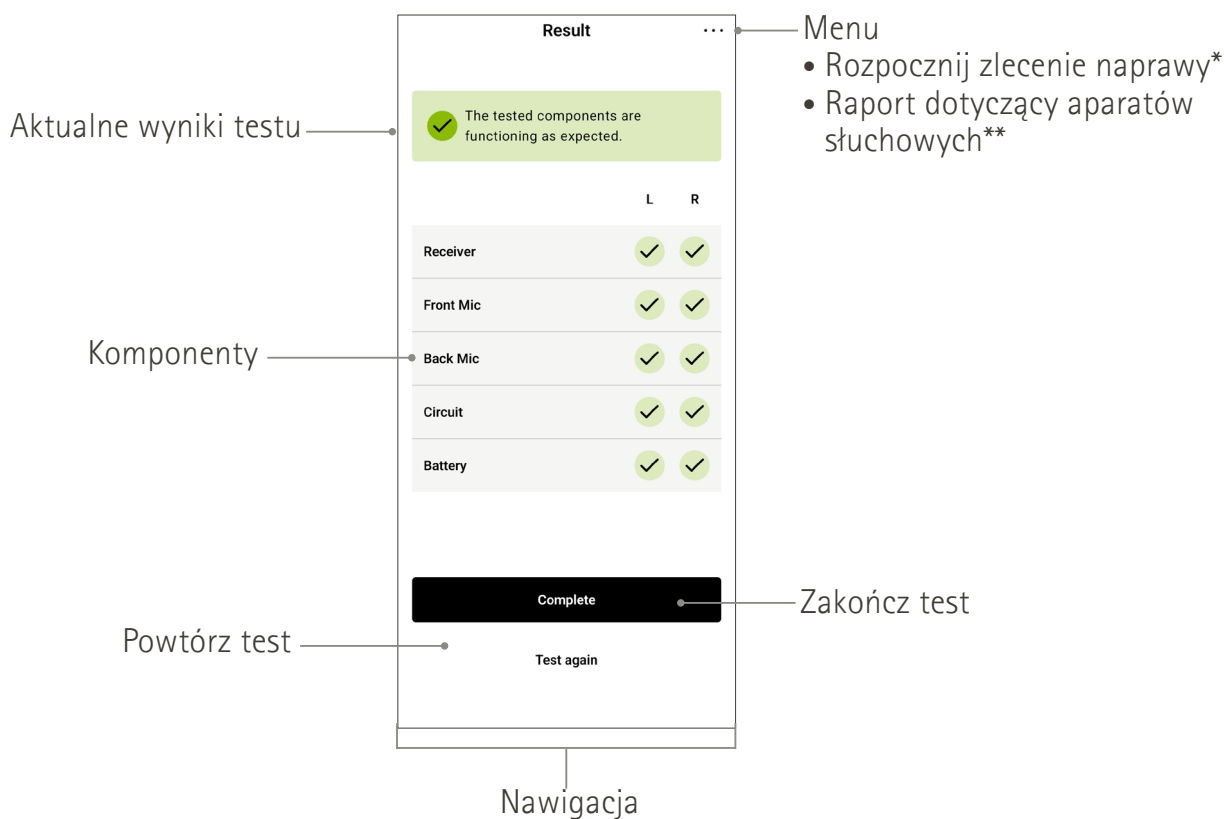 Result
...
Menu
• Rozpocznij zlecenie naprawy*
• Raport dotyczący aparatów
słuchowych**
Aktualne wyniki testu
The tested components are
functioning as expected.
L R
Receiver
Front Mic
Komponenty
Back Mic
Circuit
Battery
Complete
Zakończ test
Powtórz test
Test again
Nawigacja